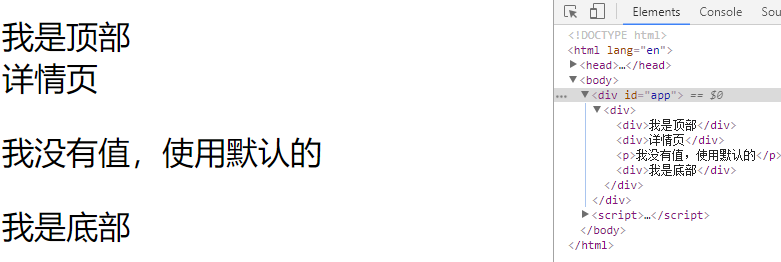 我是顶部
详情页
我没有值，使用默认的
我是底部
Elements Console Sou
<!DOCTYPE html>
<html lang="en">
▶<head>…</head>
▼<body>
… ▼<div id="app"> == $0
▼<div>
<div>我是顶部</div>
<div>详情页</div>
<p>我没有值，使用默认的</p>
<div>我是底部</div>
</div>
</div>
▶<script>…</script>
</body>
</html>